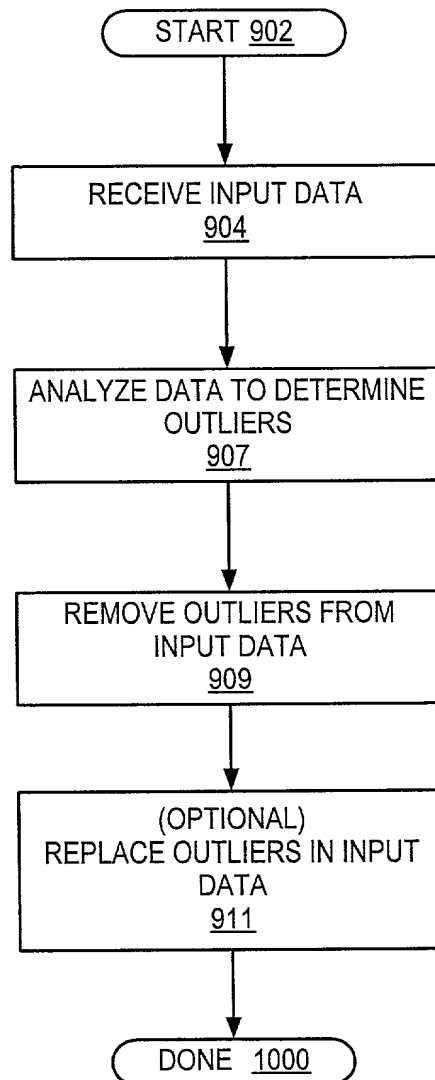 START 902
RECEIVE INPUT DATA
904
ANALYZE DATA TO DETERMINE
OUTLIERS
907
REMOVE OUTLIERS FROM
INPUT DATA
909
(OPTIONAL)
REPLACE OUTLIERS IN INPUT
DATA
911
DONE 1000